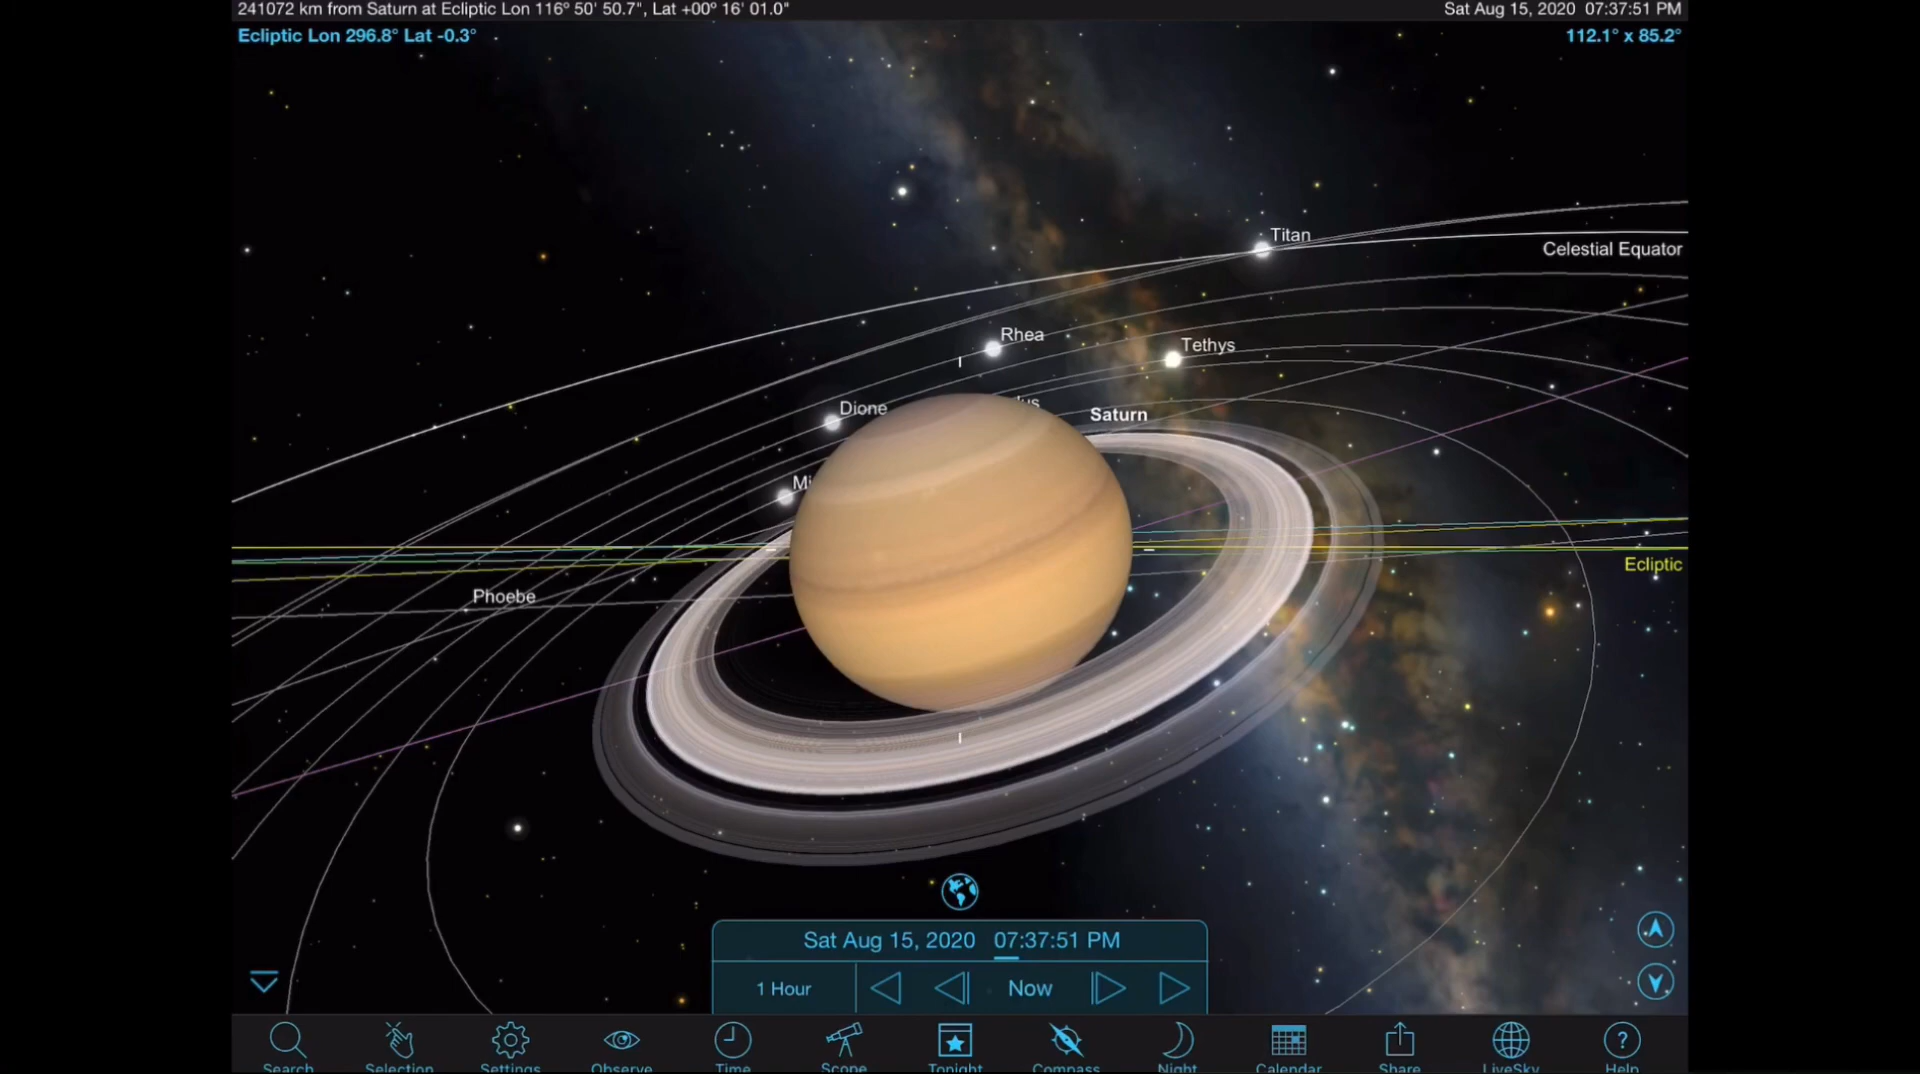 241072 km from Saturn at Ecliptic Lon 116º 50' 50.7", Lat +00º 16' 01.0"
Sat Aug 15, 2020 07:37:51 PM
Ecliptic Lon 296.8° Lat -0.3°
112.1° x 85.2°
Titan
Celestial Equator
Rhea
Tethys
Dione
Saturn
Ecliptic
Phoebe
Sat Aug 15, 2020 07:37:51 PM
1 Hour
Now
Search
Selection
Settings
Observe
Time
Scope
Tonight
Compass
Night
Calendar
Share
LiveSky
Help
?